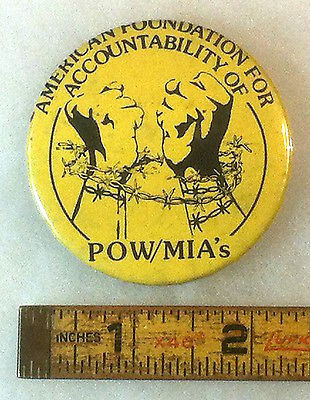 AMERICAN FOUNDATION FOR
ACCOUNTABILITY OF
POW/MIA's
INCHES 1 2